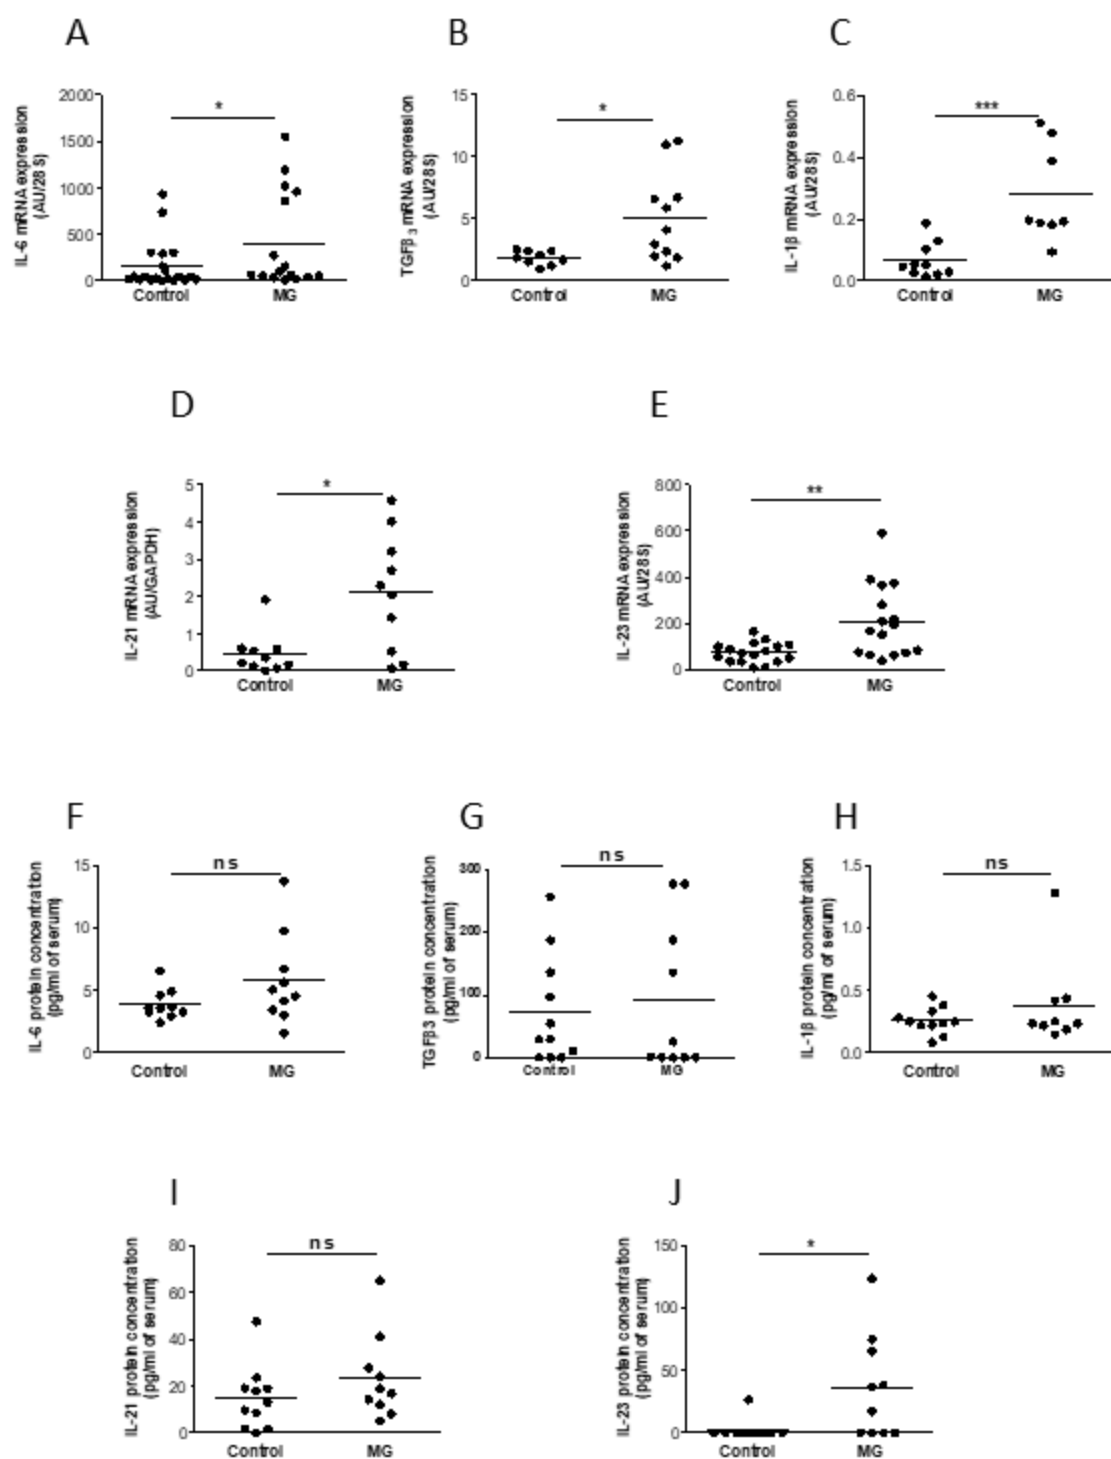 A
B
C
IL-6 mRNA expression
(AU/28S)
2000
1500
1000
500
0
*
Control
MG
TGFβ3 mRNA expression
(AU/28S)
15
10
5
0
*
Control
MG
IL-1β mRNA expression
(AU/28S)
0.6
0.4
0.2
0.0
***
Control
MG
D
E
IL-21 mRNA expression
(AU/GAPDH)
5
4
3
2
1
0
*
Control
MG
IL-23 mRNA expression
(AU/28S)
800
600
400
200
0
**
Control
MG
F
G
H
IL-6 protein concentration
(pg/ml of serum)
15
10
5
0
ns
Control
MG
TGFβ3 protein concentration
(pg/ml of serum)
300
200
100
0
ns
Control
MG
IL-1β protein concentration
(pg/ml of serum)
1.5
1.0
0.5
0.0
ns
Control
MG
I
J
IL-21 protein concentration
(pg/ml of serum)
80
60
40
20
0
ns
Control
MG
IL-23 protein concentration
(pg/ml of serum)
150
100
50
0
*
Control
MG